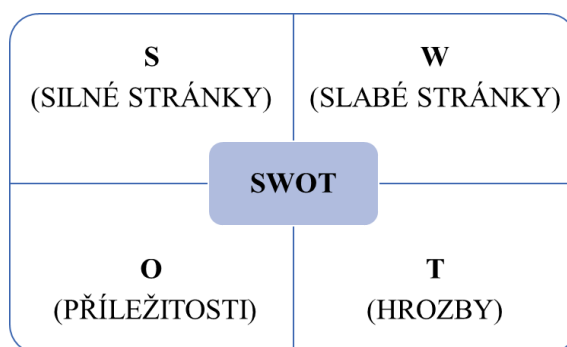 S
(SILNÉ STRÁNKY)
W
(SLABÉ STRÁNKY)
SWOT
O
(PŘÍLEŽITOSTI)
T
(HROZBY)